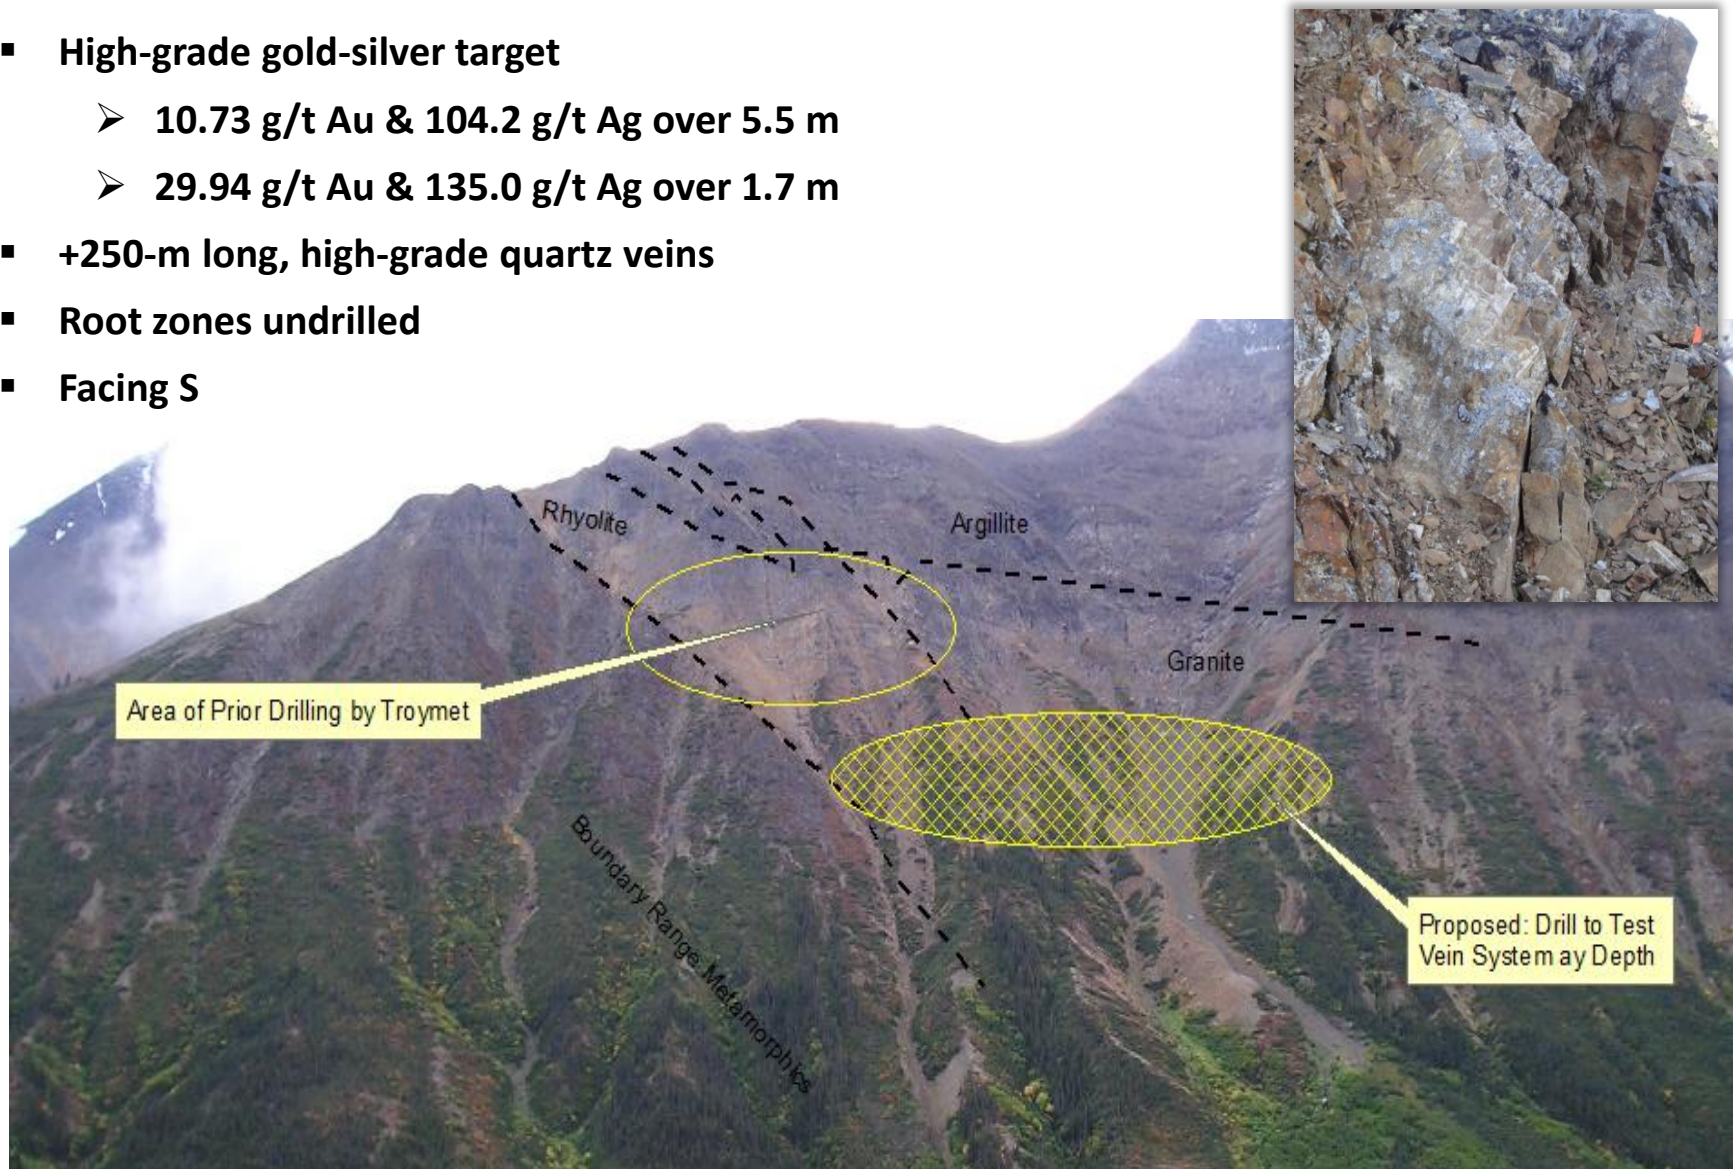 ▪ High-grade gold-silver target
➢ 10.73 g/t Au & 104.2 g/t Ag over 5.5 m
➢ 29.94 g/t Au & 135.0 g/t Ag over 1.7 m
▪ +250-m long, high-grade quartz veins
▪ Root zones undrilled
▪ Facing S
Rhyolite
Argillite
Granite
Area of Prior Drilling by Troymet
Boundary Range Metamorphics
Proposed: Drill to Test
Vein System ay Depth